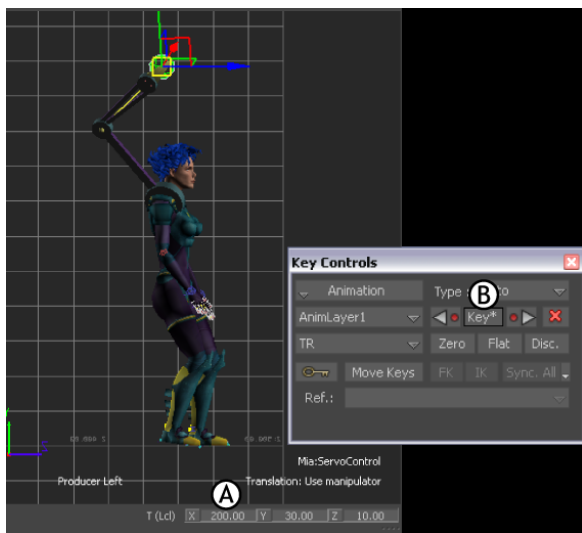 Key Controls
Animation
Type :
B
AnimLayer1
Key*
TR
Zero Flat Disc.
Move Keys FK IK Sync. All
Ref.:
Mia:ServoControl
Producer Left
Translation: Use manipulator
A
T (Lcl) X 200.00 Y 30.00 Z 10.00